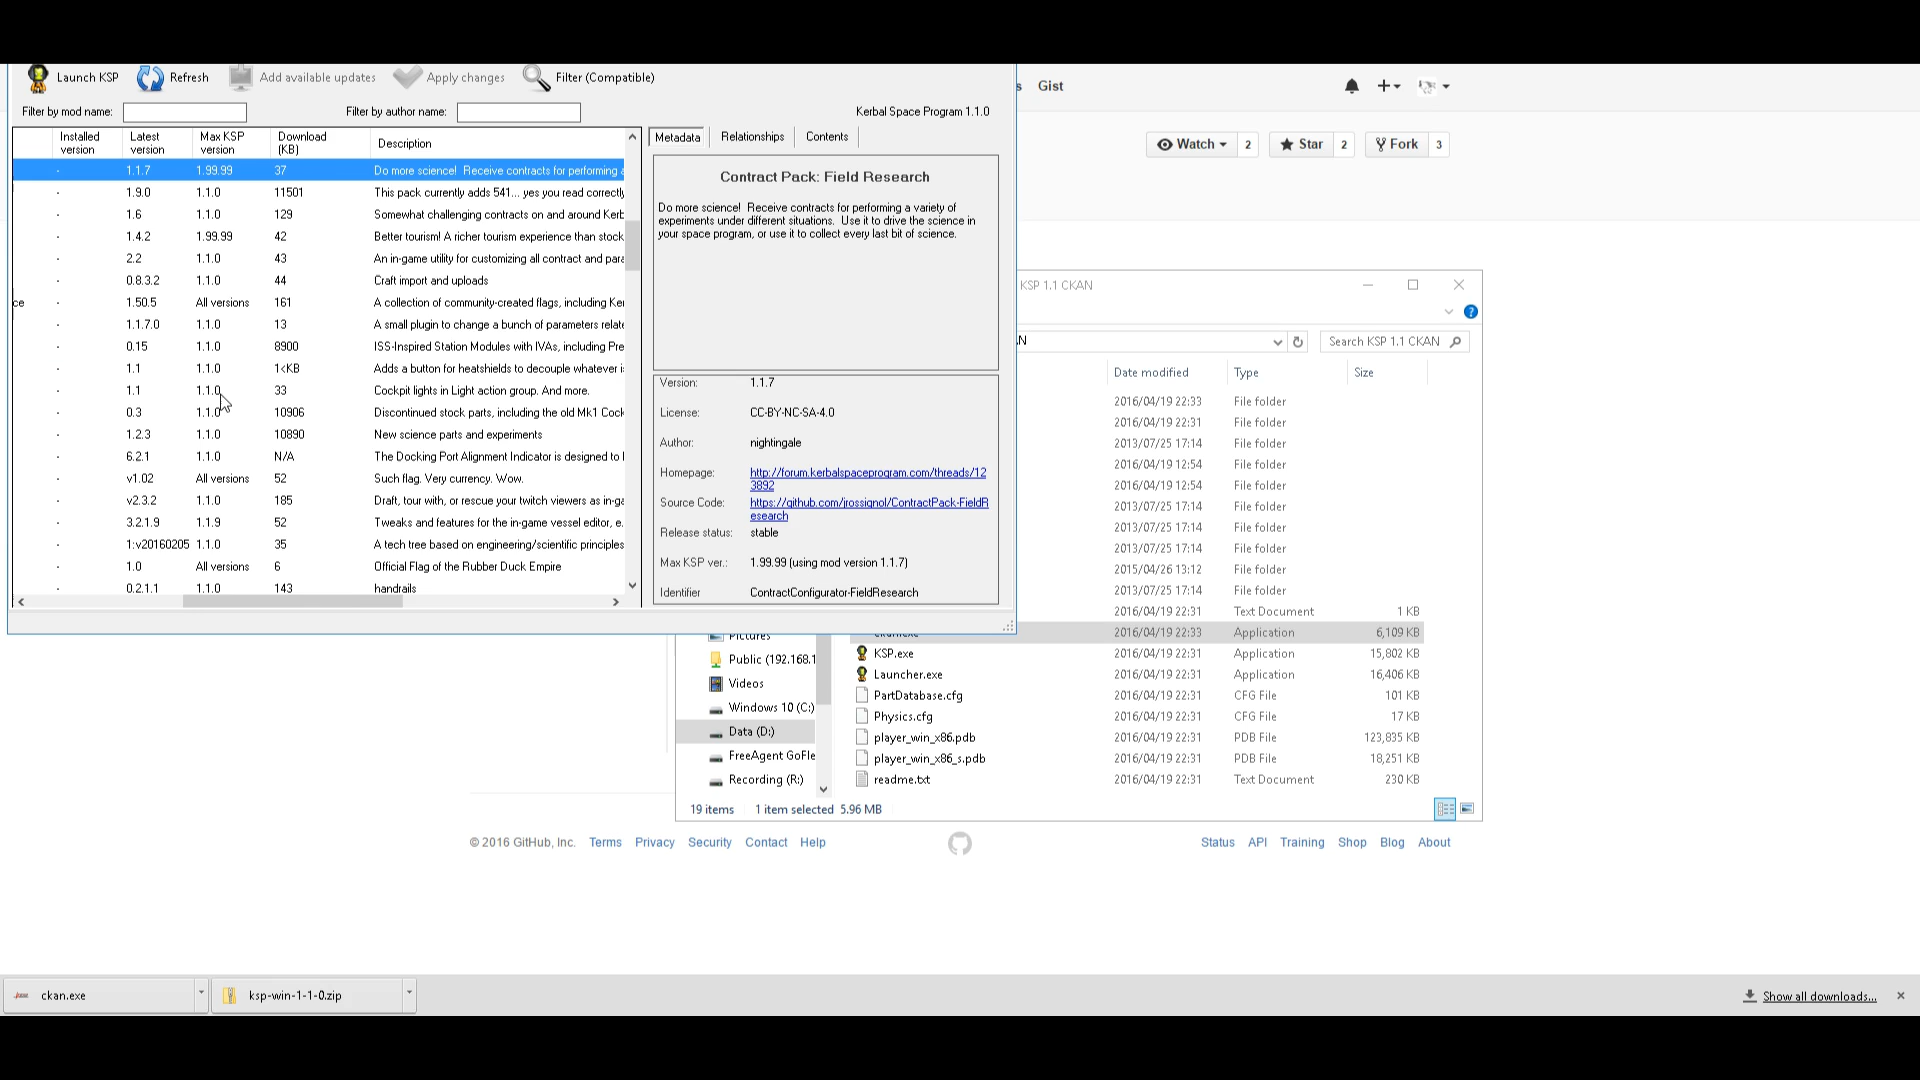 Launch KSP Refresh Add available updates Apply changes Filter (Compatible)
Filter by mod name: Filter by author name: Kerbal Space Program 1.1.0
Installed version Latest version Max KSP version Download (KB) Description
- 1.1.7 1.99.99 37 Do more science! Receive contracts for performing a
- 1.9.0 1.1.0 11501 This pack currently adds 541... yes you read correctly
- 1.6 1.1.0 129 Somewhat challenging contracts on and around Kerb
- 1.4.2 1.99.99 42 Better tourism! A richer tourism experience than stock
- 2.2 1.1.0 43 An in-game utility for customizing all contract and para
- 0.8.3.2 1.1.0 44 Craft import and uploads
ce - 1.50.5 All versions 161 A collection of community-created flags, including Ker
- 1.1.7.0 1.1.0 13 A small plugin to change a bunch of parameters relate
- 0.15 1.1.0 8900 ISS-Inspired Station Modules with IVAs, including Pre
- 1.1 1.1.0 1<KB Adds a button for heatshields to decouple whatever i
- 1.1 1.1.0 33 Cockpit lights in Light action group. And more.
- 0.3 1.1.0 10906 Discontinued stock parts, including the old Mk1 Cock
- 1.2.3 1.1.0 10890 New science parts and experiments
- 6.2.1 1.1.0 N/A The Docking Port Alignment Indicator is designed to
- v1.02 All versions 52 Such flag. Very currency. Wow.
- v2.3.2 1.1.0 185 Draft, tour with, or rescue your twitch viewers as in-ga
- 3.2.1.9 1.1.9 52 Tweaks and features for the in-game vessel editor, e.
- 1:v20160205 1.1.0 35 A tech tree based on engineering/scientific principles
- 1.0 All versions 6 Official Flag of the Rubber Duck Empire
- 0.2.1.1 1.1.0 143 handrails
Metadata Relationships Contents
Contract Pack: Field Research
Do more science! Receive contracts for performing a variety of
experiments under different situations. Use it to drive the science in
your space program, or use it to collect every last bit of science.
Version: 1.1.7
License: CC-BY-NC-SA-4.0
Author: nightingale
Homepage: http://forum.kerbalspaceprogram.com/threads/12
3892
Source Code: https://github.com/jrossignol/ContractPack-FieldR
esearch
Release status: stable
Max KSP ver.: 1.99.99 (using mod version 1.1.7)
Identifier ContractConfigurator-FieldResearch
s Gist
Watch 2 Star 2 Fork 3
KSP 1.1 CKAN
AN Search KSP 1.1 CKAN
Date modified Type Size
2016/04/19 22:33 File folder
2016/04/19 22:31 File folder
2013/07/25 17:14 File folder
2016/04/19 12:54 File folder
2016/04/19 12:54 File folder
2013/07/25 17:14 File folder
2013/07/25 17:14 File folder
2013/07/25 17:14 File folder
2015/04/26 13:12 File folder
2013/07/25 17:14 File folder
2016/04/19 22:31 Text Document 1 KB
ckan.exe 2016/04/19 22:33 Application 6,109 KB
KSP.exe 2016/04/19 22:31 Application 15,802 KB
Launcher.exe 2016/04/19 22:31 Application 16,406 KB
PartDatabase.cfg 2016/04/19 22:31 CFG File 101 KB
Physics.cfg 2016/04/19 22:31 CFG File 17 KB
player_win_x86.pdb 2016/04/19 22:31 PDB File 123,835 KB
player_win_x86_s.pdb 2016/04/19 22:31 PDB File 18,251 KB
readme.txt 2016/04/19 22:31 Text Document 230 KB
Pictures
Public (192.168.1
Videos
Windows 10 (C:)
Data (D:)
FreeAgent GoFle
Recording (R:)
19 items 1 item selected 5.96 MB
© 2016 GitHub, Inc. Terms Privacy Security Contact Help Status API Training Shop Blog About
ckan.exe ksp-win-1-1-0.zip Show all downloads...